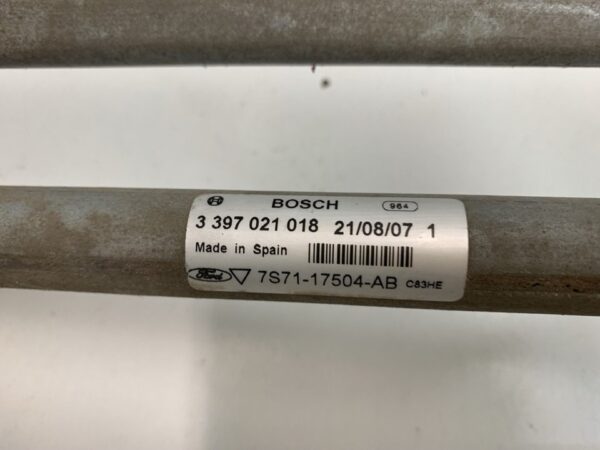 BOSCH 964
3 397 021 018 21/08/07 1
Made in Spain
Ford 7S71-17504-AB C83HE